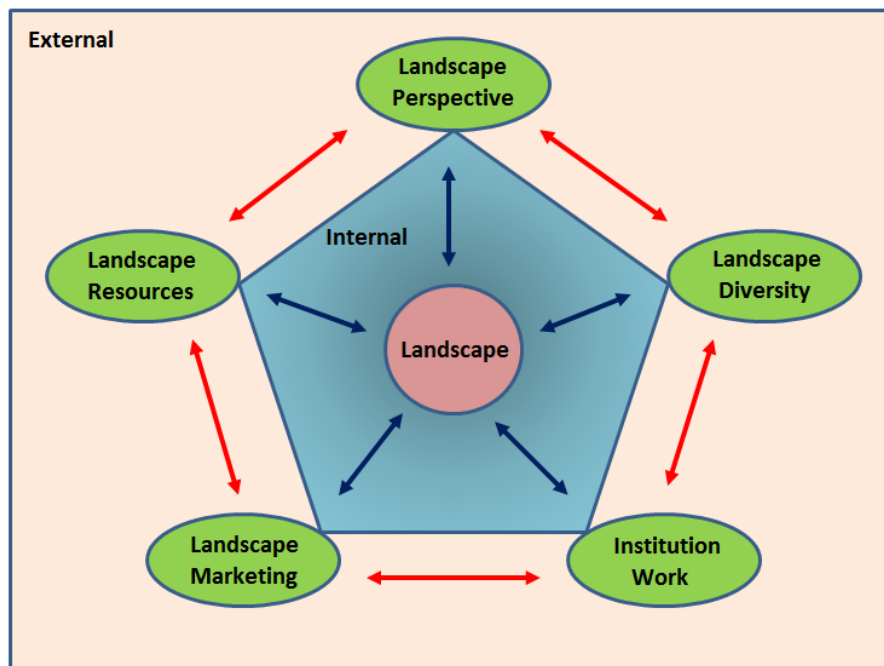 External
Landscape
Perspective
Internal
Landscape
Resources
Landscape
Diversity
Landscape
Landscape
Marketing
Institution
Work